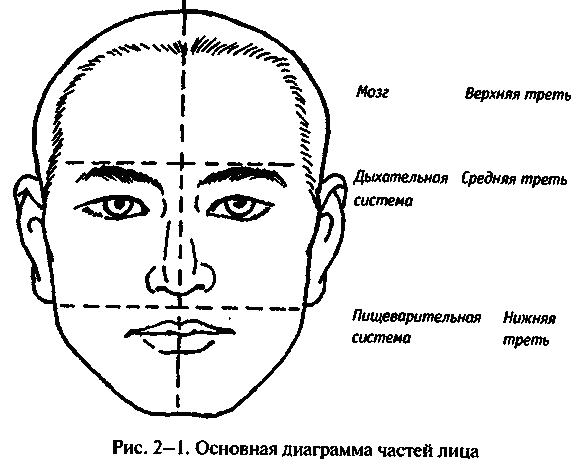 Мозг Верхняя треть
Дыхательная Средняя треть
система
Пищеварительная Нижняя
система треть
Рис. 2–1. Основная диаграмма частей лица